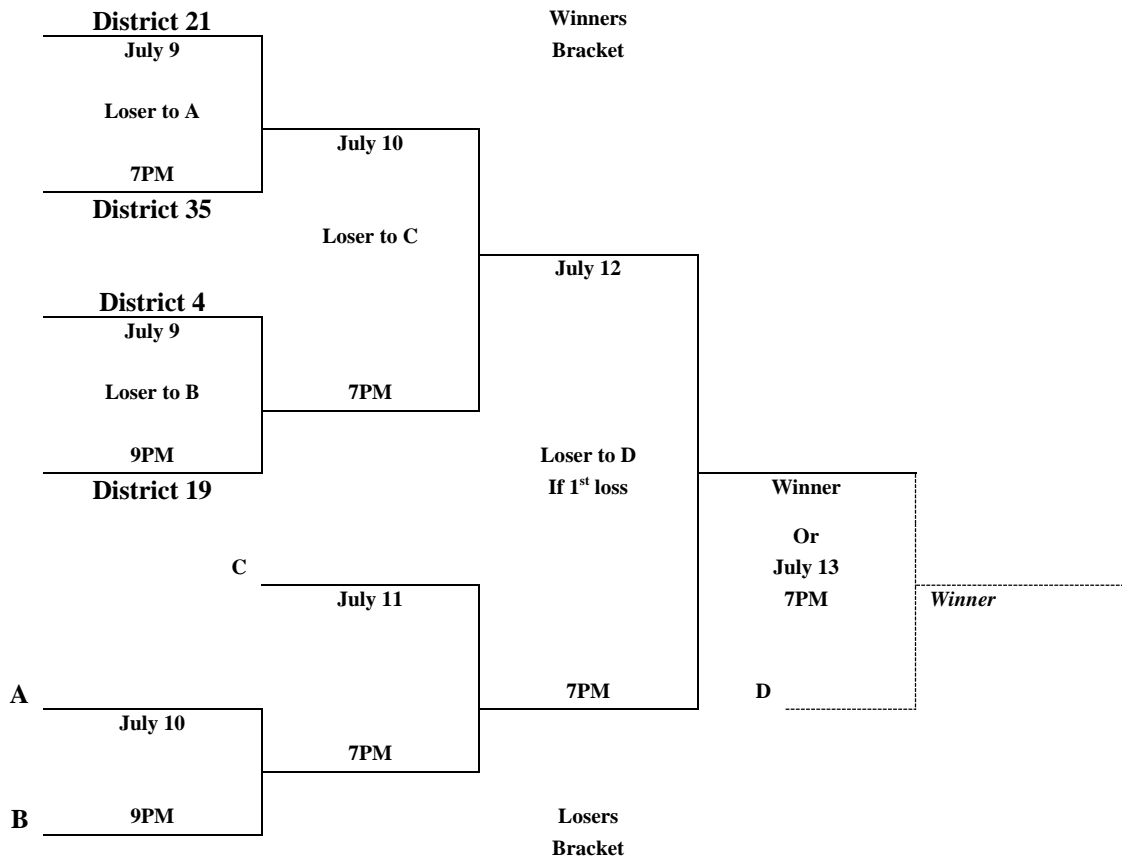 District 21
Winners
Bracket
July 9
Loser to A
7PM
District 35
July 10
Loser to C
7PM
District 4
July 9
Loser to B
9PM
District 19
July 12
Loser to D
If 1st loss
7PM
Winner
Or
July 13
7PM
Winner
D
C
July 11
7PM
A
July 10
9PM
B
Losers
Bracket